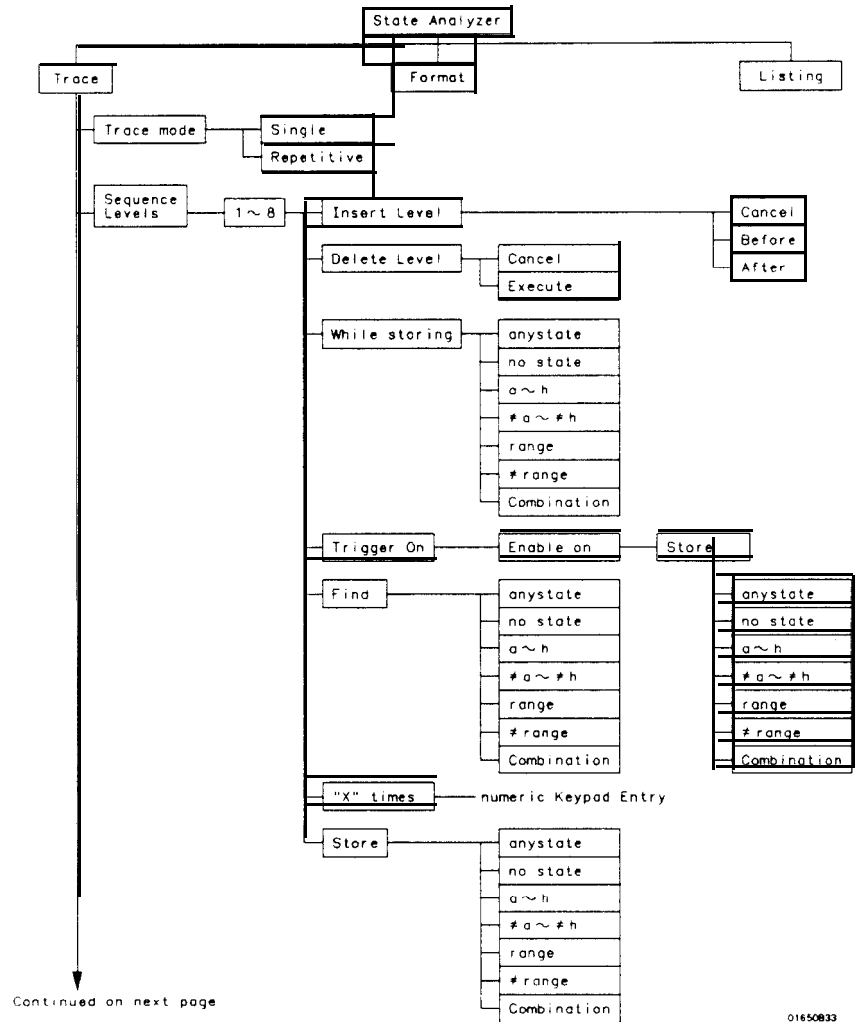 State Analyzer
Trace
Format
Listing
Trace mode
Single
Repetitive
Sequence
Levels
1~8
Insert Level
Cancel
Before
After
Delete Level
Cancel
Execute
While storing
anystate
no state
a~h
≠a~≠h
range
≠range
Combination
Trigger On
Enable on
Store
Find
anystate
no state
a~h
≠a~≠h
range
≠range
Combination
anystate
no state
a~h
≠a~≠h
range
≠range
Combination
"X" times
numeric Keypad Entry
Store
anystate
no state
a~h
≠a~≠h
range
≠range
Combination
Continued on next page
01650B33